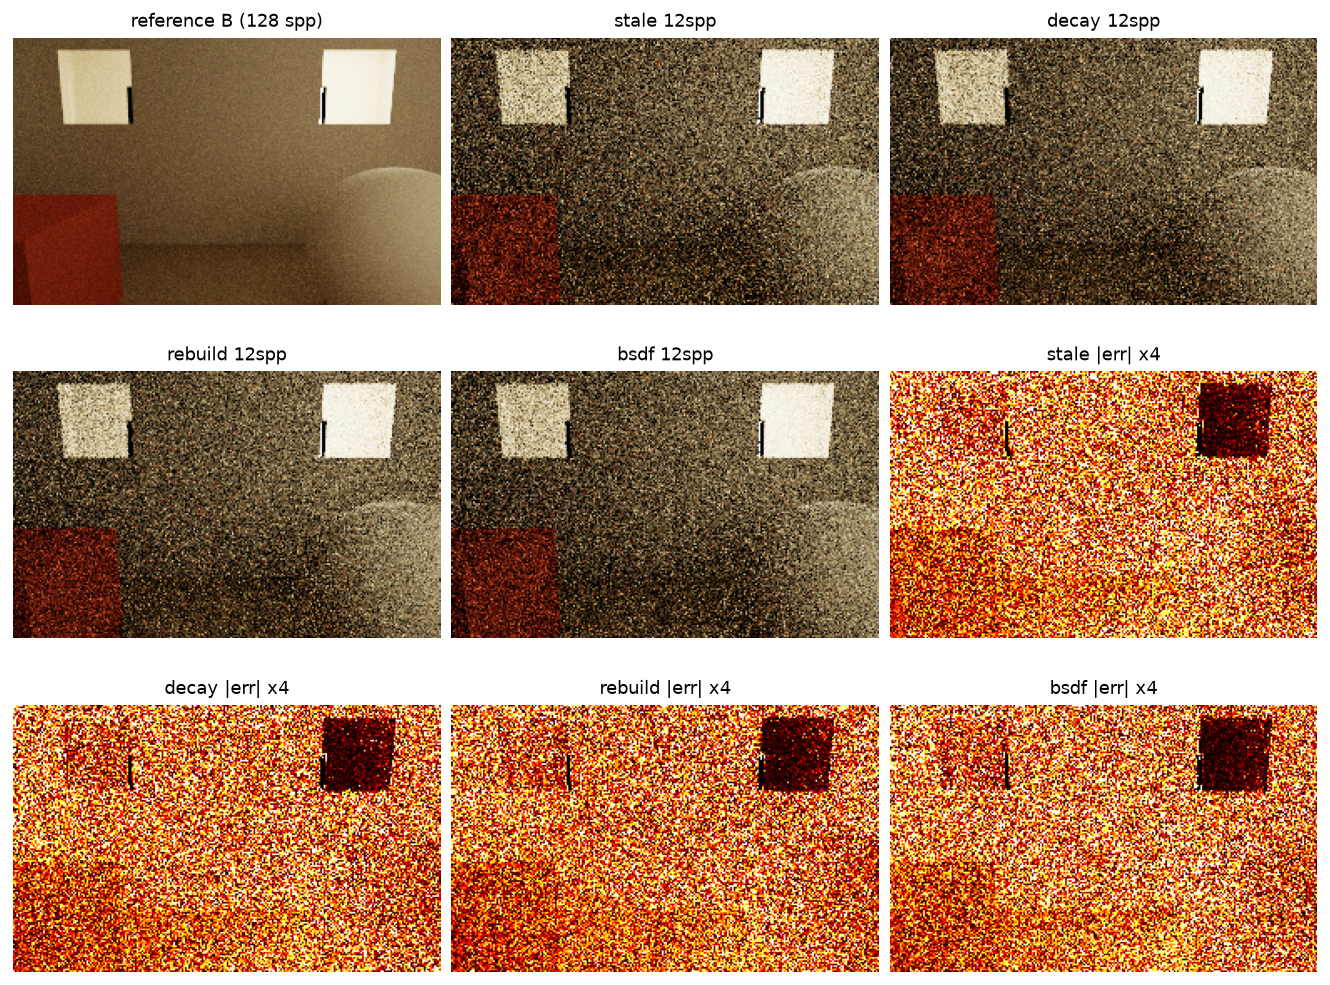 reference B (128 spp)
stale 12spp
decay 12spp
rebuild 12spp
bsdf 12spp
stale |err| x4
decay |err| x4
rebuild |err| x4
bsdf |err| x4